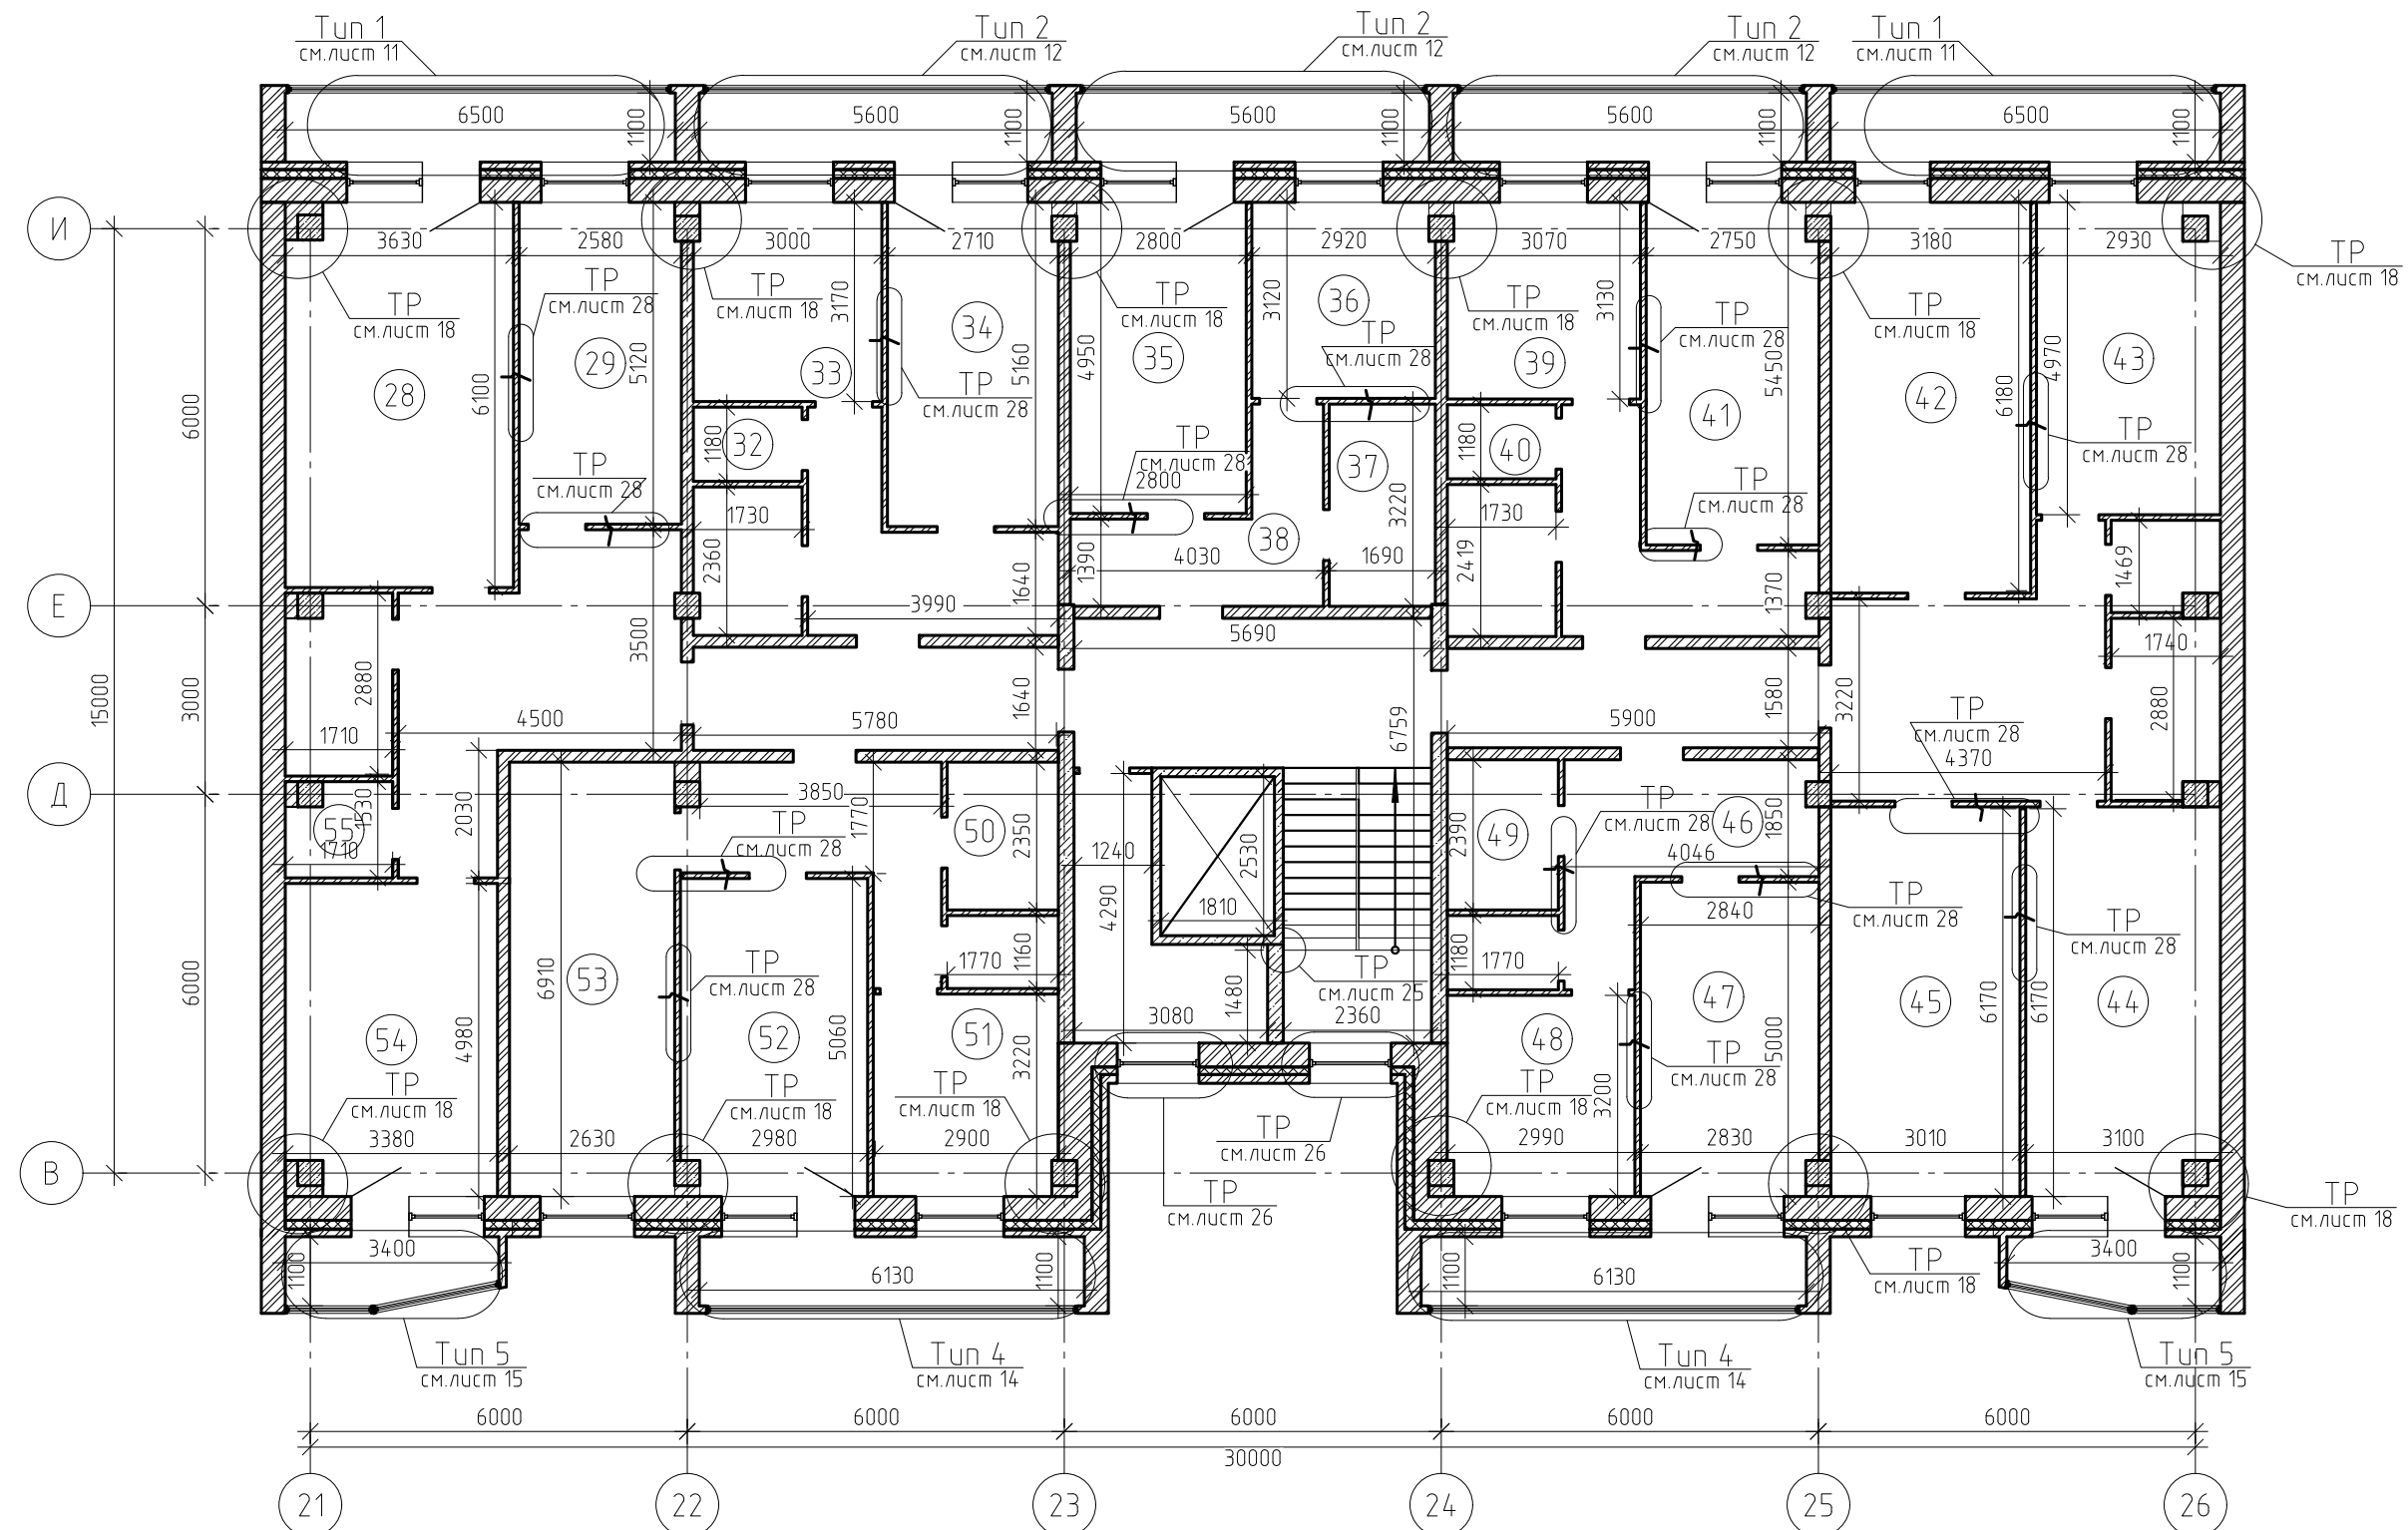 Тип 1
см.лист 11
Тип 2
см.лист 12
Тип 2
см.лист 12
Тип 2
см.лист 12
Тип 1
см.лист 11
6500
1100
5600
1100
5600
1100
5600
1100
6500
1100
И
3630
2580
3000
2710
2800
2920
3070
2750
3180
2930
ТР
см.лист 18
ТР
см.лист 18
ТР
см.лист 28
ТР
см.лист 18
ТР
см.лист 18
36
ТР
см.лист 18
ТР
см.лист 28
ТР
см.лист 18
3170
3120
3130
34
ТР
см.лист 28
28
29
5120
6100
33
ТР
см.лист 28
5160
4950
35
39
41
5450
42
6180
4970
43
6000
32
1180
ТР
см.лист 28
ТР
см.лист 28
2800
37
3220
40
1180
ТР
см.лист 28
ТР
см.лист 28
1730
2360
38
1730
2419
1469
4030
1690
1390
1640
1370
Е
3990
5690
3500
2880
1740
15000
3000
4500
5780
1640
6759
5900
1580
3220
ТР
см.лист 28
4370
2880
1710
Д
1530
55
1710
2030
3850
ТР
см.лист 28
1770
50
2350
1240
2530
2390
49
ТР
см.лист 28
46
1850
4046
4290
1810
2840
ТР
см.лист 28
ТР
см.лист 28
6000
53
6910
ТР
см.лист 28
1770
1160
1480
ТР
см.лист 25
1180
1770
47
45
6170
6170
44
54
4980
52
5060
51
3220
3080
2360
48
5000
ТР
см.лист 28
ТР
см.лист 18
ТР
см.лист 18
ТР
см.лист 18
ТР
см.лист 18
3200
3380
2630
2980
2900
ТР
см.лист 26
2990
2830
3010
3100
В
ТР
см.лист 26
ТР
см.лист 18
3400
1100
6130
1100
1100
6130
ТР
см.лист 18
3400
1100
Тип 5
см.лист 15
Тип 4
см.лист 14
Тип 4
см.лист 14
Тип 5
см.лист 15
6000
6000
6000
6000
6000
30000
21
22
23
24
25
26